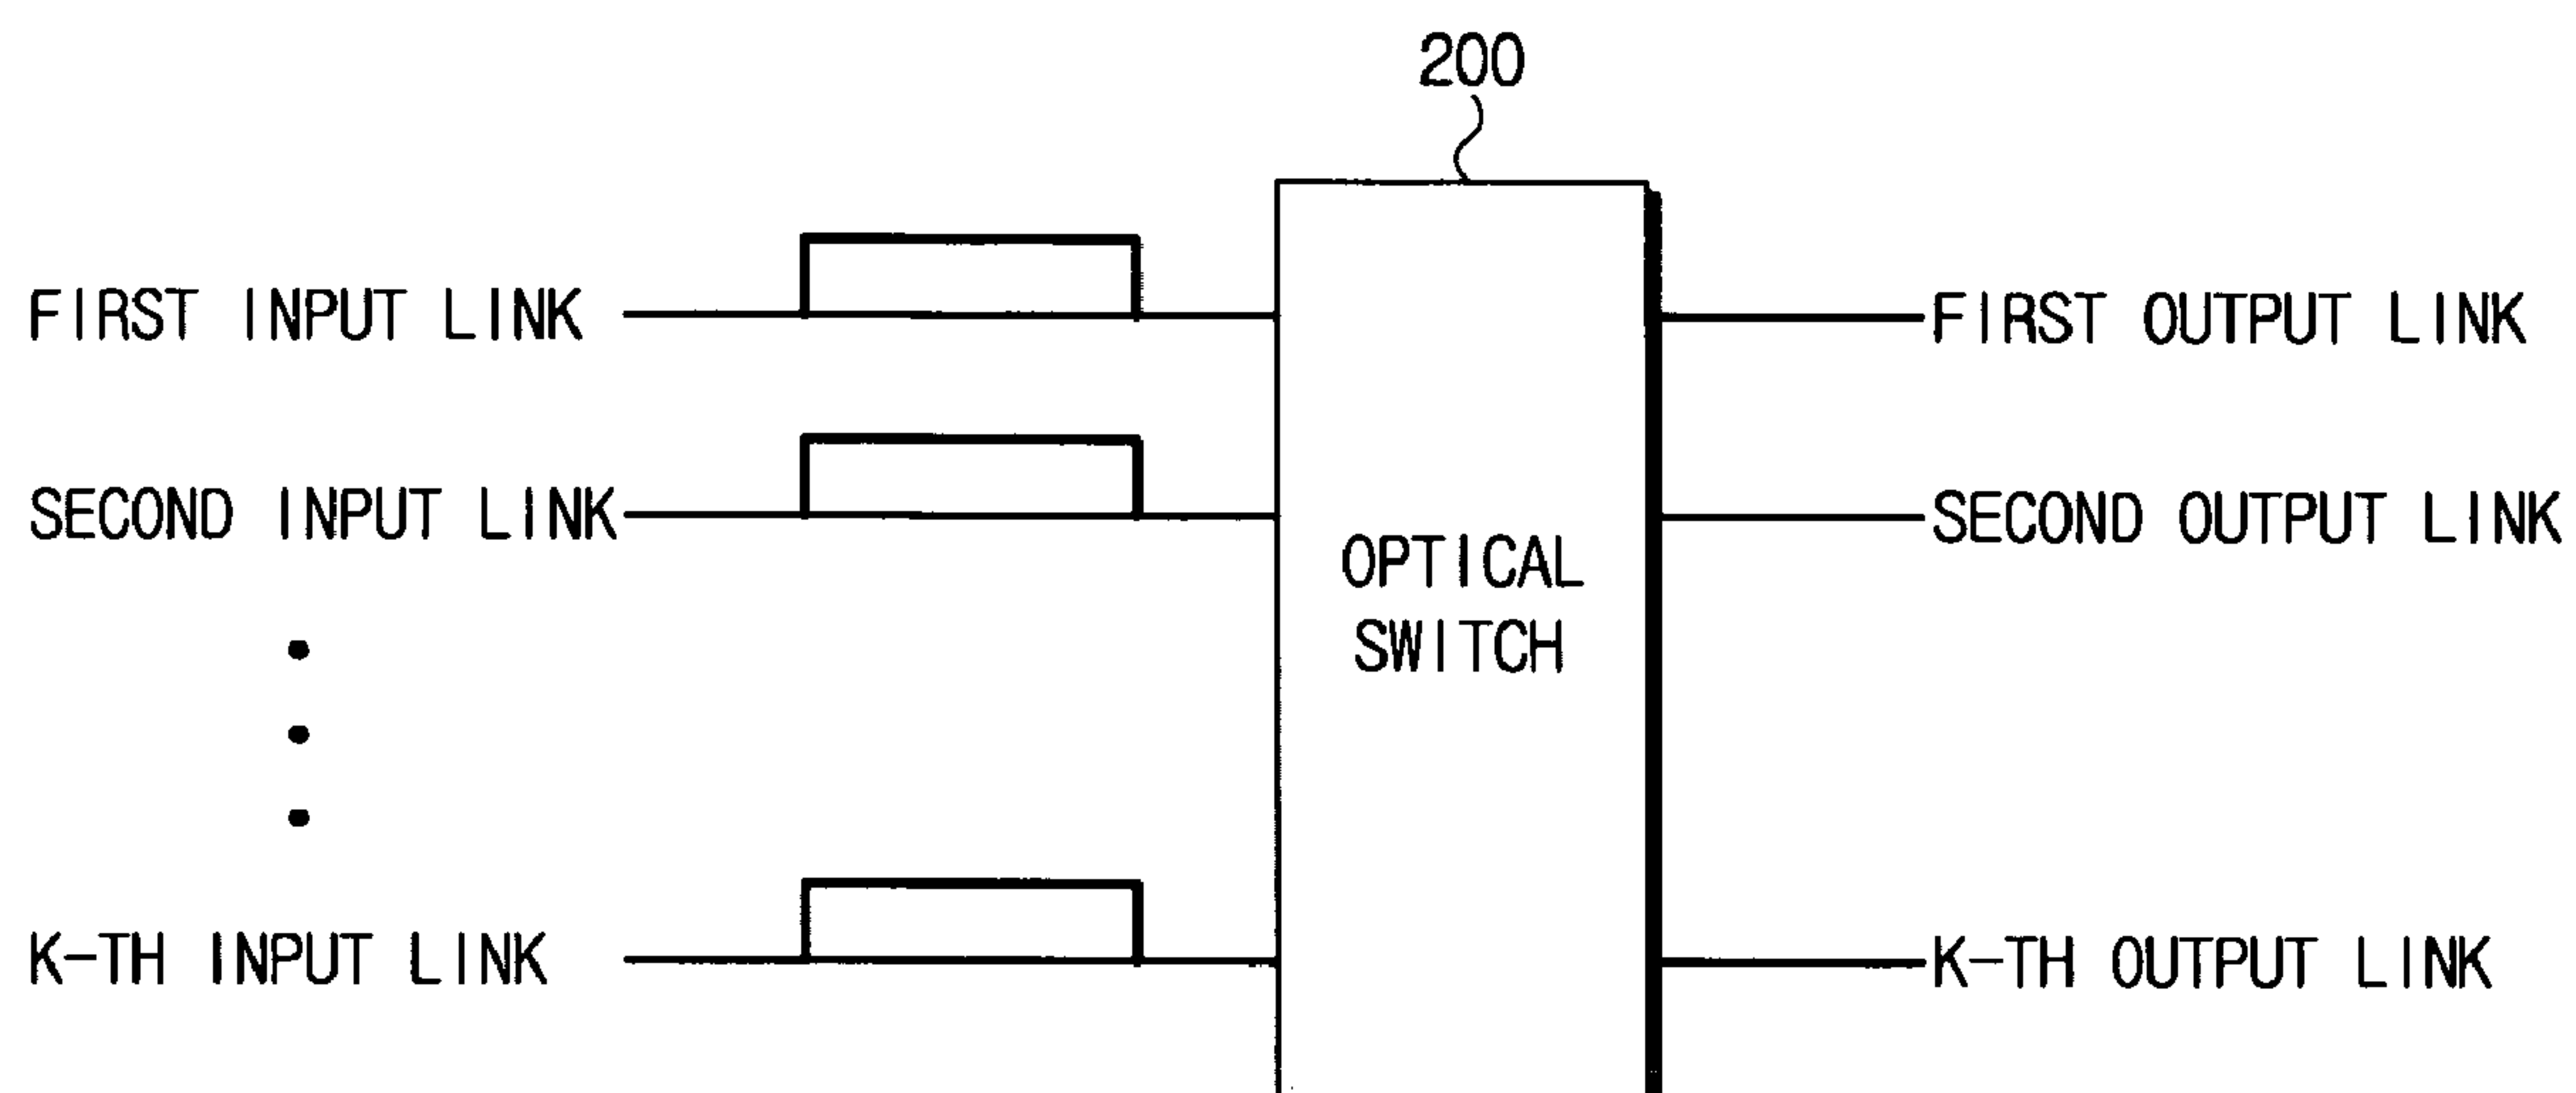 200
FIRST INPUT LINK
FIRST OUTPUT LINK
SECOND INPUT LINK
SECOND OUTPUT LINK
OPTICAL
SWITCH
K-TH INPUT LINK
K-TH OUTPUT LINK